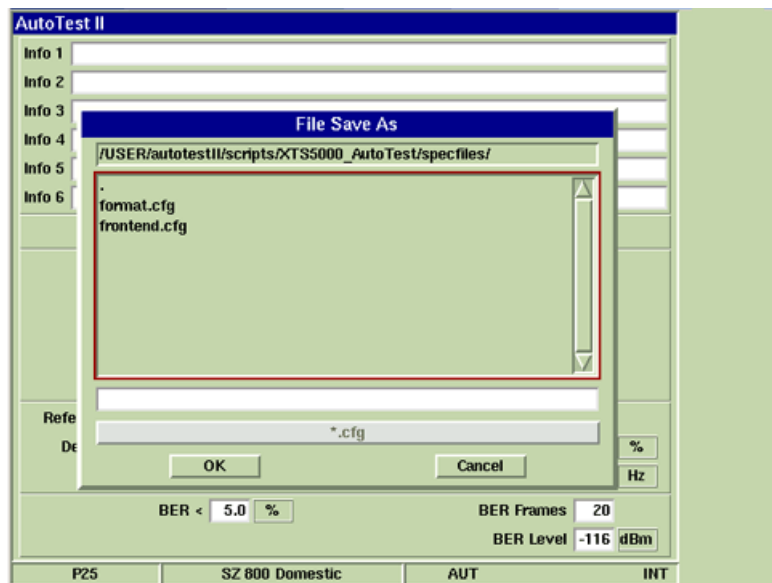 AutoTest II
Info 1
Info 2
Info 3
Info 4
Info 5
Info 6
File Save As
/USER/autotestII/scripts/XTS5000_AutoTest/specfiles/
.
format.cfg
frontend.cfg
*.cfg
OK
Cancel
Refe
De
%
Hz
BER < 5.0 %
BER Frames 20
BER Level -116 dBm
P25 SZ 800 Domestic AUT INT